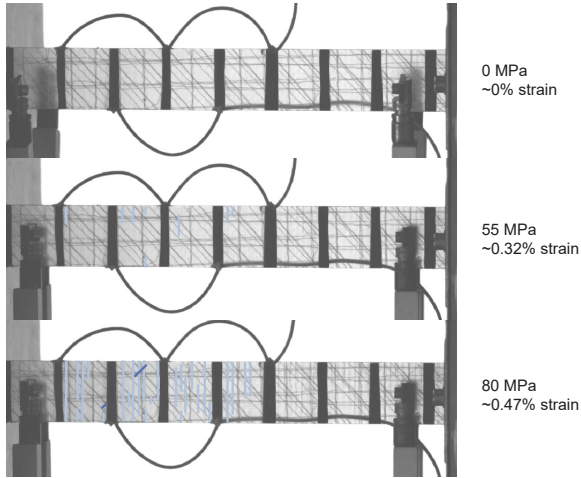 0 MPa
~0% strain
55 MPa
~0.32% strain
80 MPa
~0.47% strain